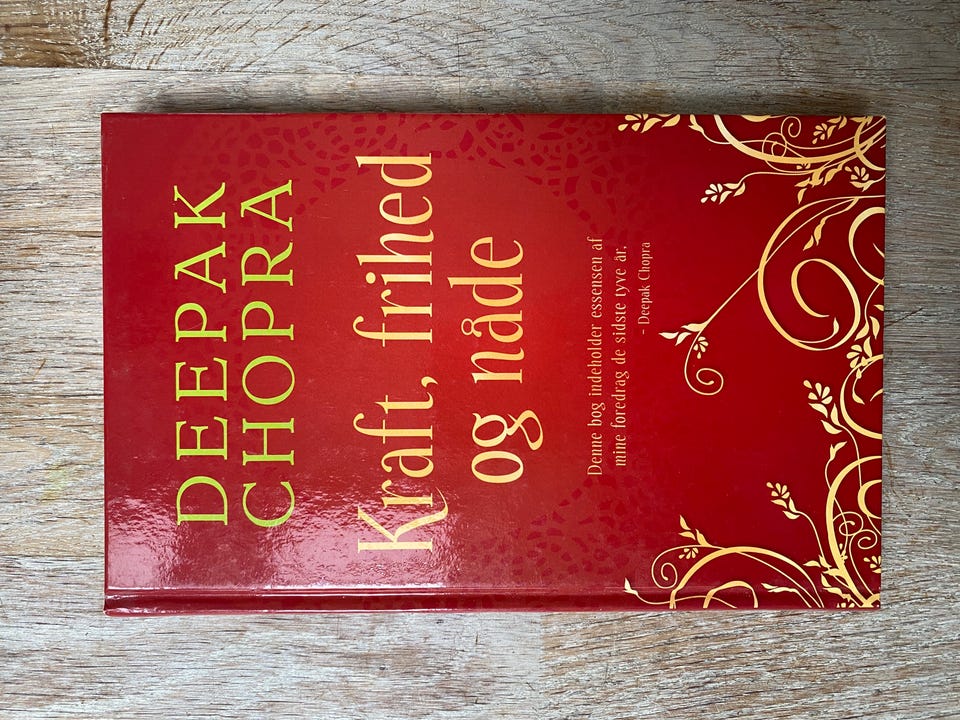 DEEPAK
CHOPRA
Kraft, frihed
og nåde
Denne bog indeholder essensen af
mine foredrag de sidste tyve år.
- Deepak Chopra